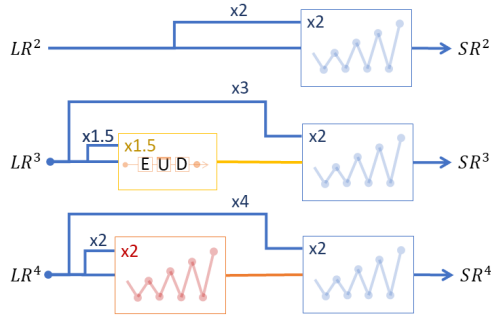 x2
LR² x2 SR²
x3
x1.5 x1.5 x2
LR³ E U D SR³
x4
x2 x2 x2
LR⁴ SR⁴